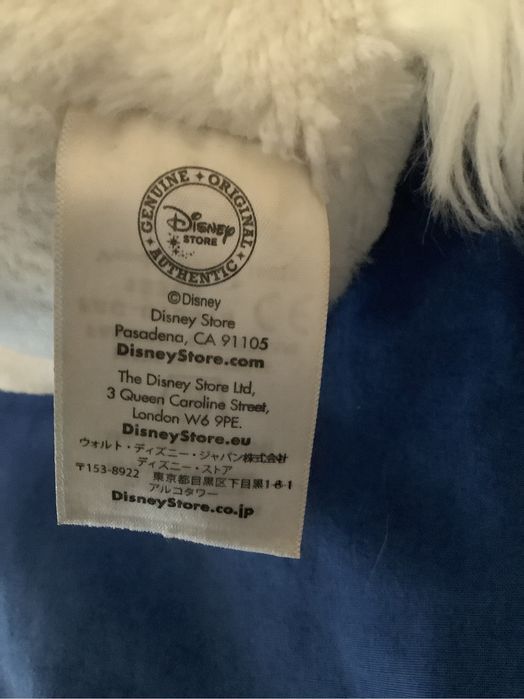 GENUINE ✦ ORIGINAL ✦ AUTHENTIC ✦
Disney
STORE
©Disney
Disney Store
Pasadena, CA 91105
DisneyStore.com
The Disney Store Ltd,
3 Queen Caroline Street,
London W6 9PE.
DisneyStore.eu
ウォルト・ディズニー・ジャパン株式会社
ディズニー・ストア
〒153-8922 東京都目黒区下目黒1-8-1
アルコタワー
DisneyStore.co.jp